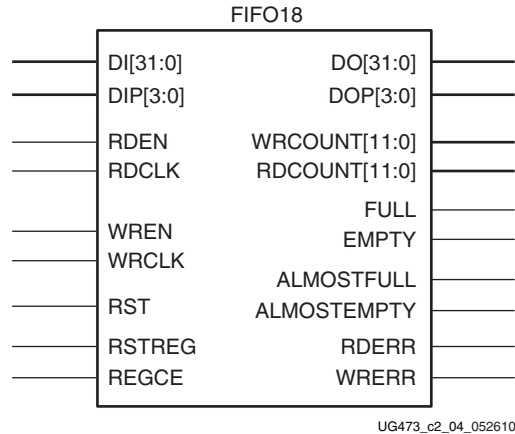 FIFO18
DI[31:0] DO[31:0]
DIP[3:0] DOP[3:0]
RDEN WRCOUNT[11:0]
RDCLK RDCOUNT[11:0]
FULL
WREN EMPTY
WRCLK
ALMOSTFULL
RST ALMOSTEMPTY
RSTREG RDERR
REGCE WRERR
UG473_c2_04_052610